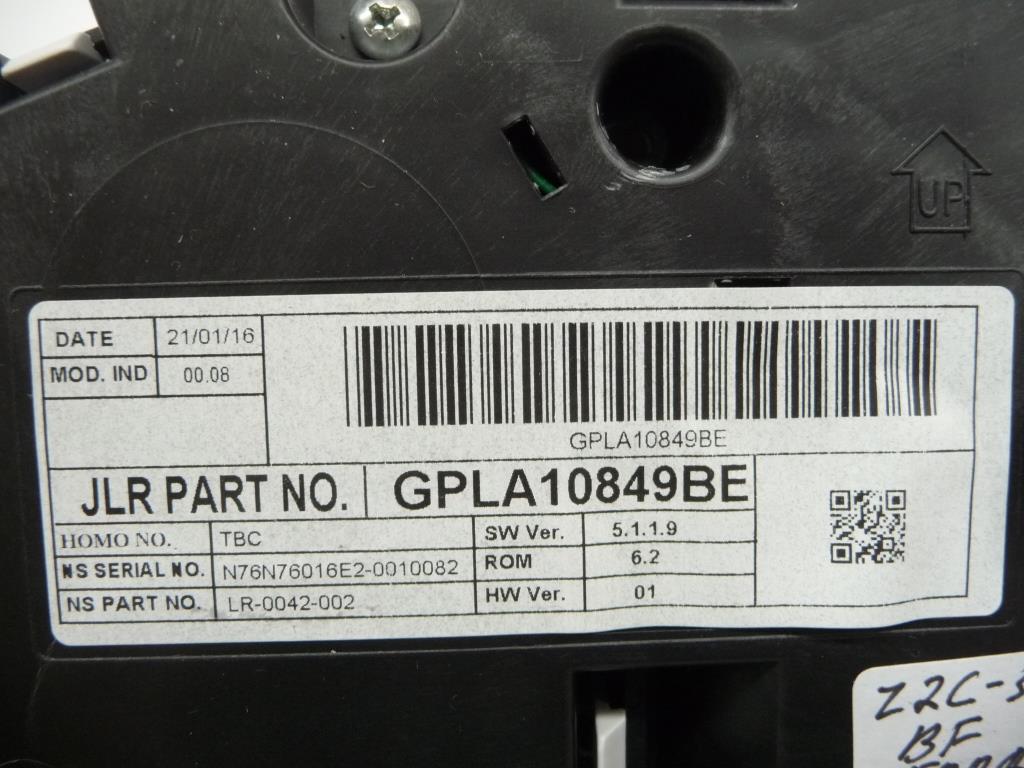 UP
DATE 21/01/16
MOD. IND 00.08
GPLA10849BE
JLR PART NO. GPLA10849BE
HOMO NO. TBC SW Ver. 5.1.1.9
NS SERIAL NO. N76N76016E2-0010082 ROM 6.2
NS PART NO. LR-0042-002 HW Ver. 01
Z2C-3
BF